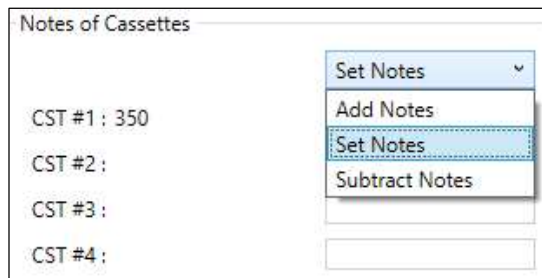 Notes of Cassettes
Set Notes
CST #1 : 350
Add Notes
Set Notes
CST #2 :
Subtract Notes
CST #3 :
CST #4 :